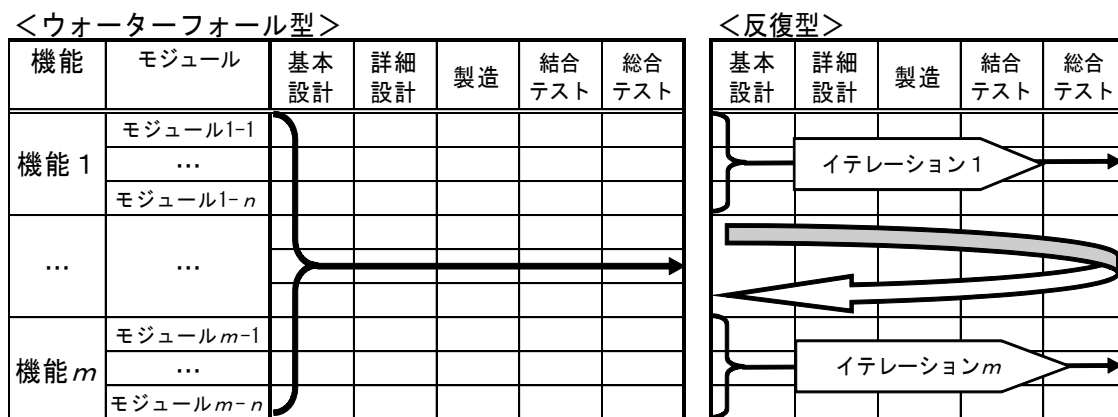 ＜ウォーターフォール型＞
機能 モジュール 基本設計 詳細設計 製造 結合テスト 総合テスト
機能1
モジュール1-1
…
モジュール1-n
… …
機能m
モジュールm-1
…
モジュールm-n
＜反復型＞
基本設計 詳細設計 製造 結合テスト 総合テスト
イテレーション1
イテレーションm